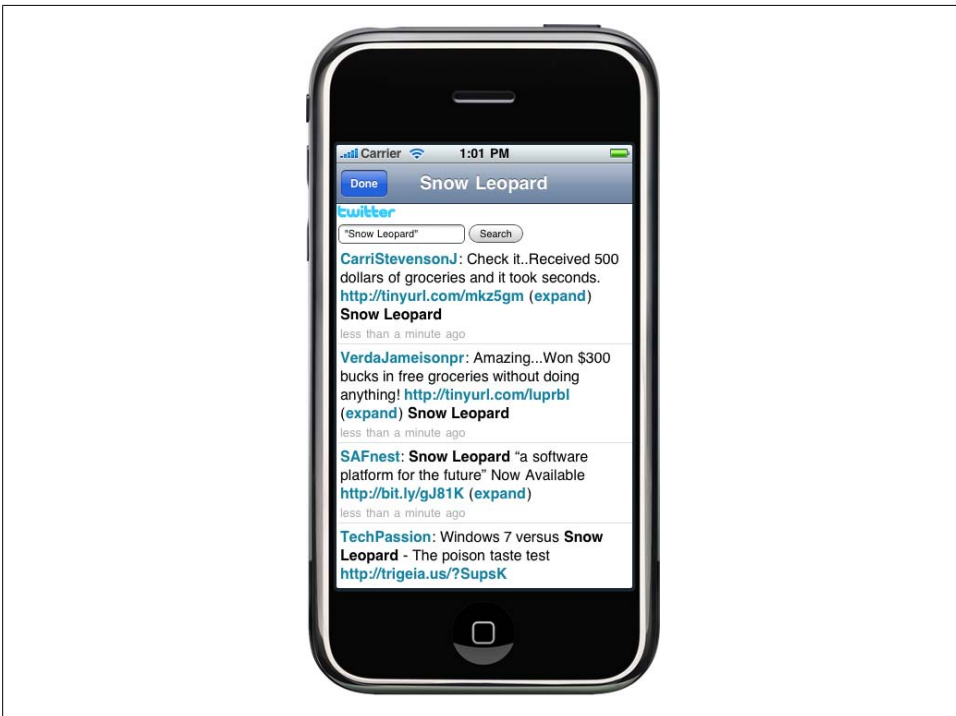 Carrier 1:01 PM
Done Snow Leopard
twitter
"Snow Leopard" Search
CarriStevensonJ: Check it..Received 500
dollars of groceries and it took seconds.
http://tinyurl.com/mkz5gm (expand)
Snow Leopard
less than a minute ago
VerdaJameisonpr: Amazing...Won $300
bucks in free groceries without doing
anything! http://tinyurl.com/luprbl
(expand) Snow Leopard
less than a minute ago
SAFnest: Snow Leopard “a software
platform for the future” Now Available
http://bit.ly/gJ81K (expand)
less than a minute ago
TechPassion: Windows 7 versus Snow
Leopard - The poison taste test
http://trigeia.us/?SupsK